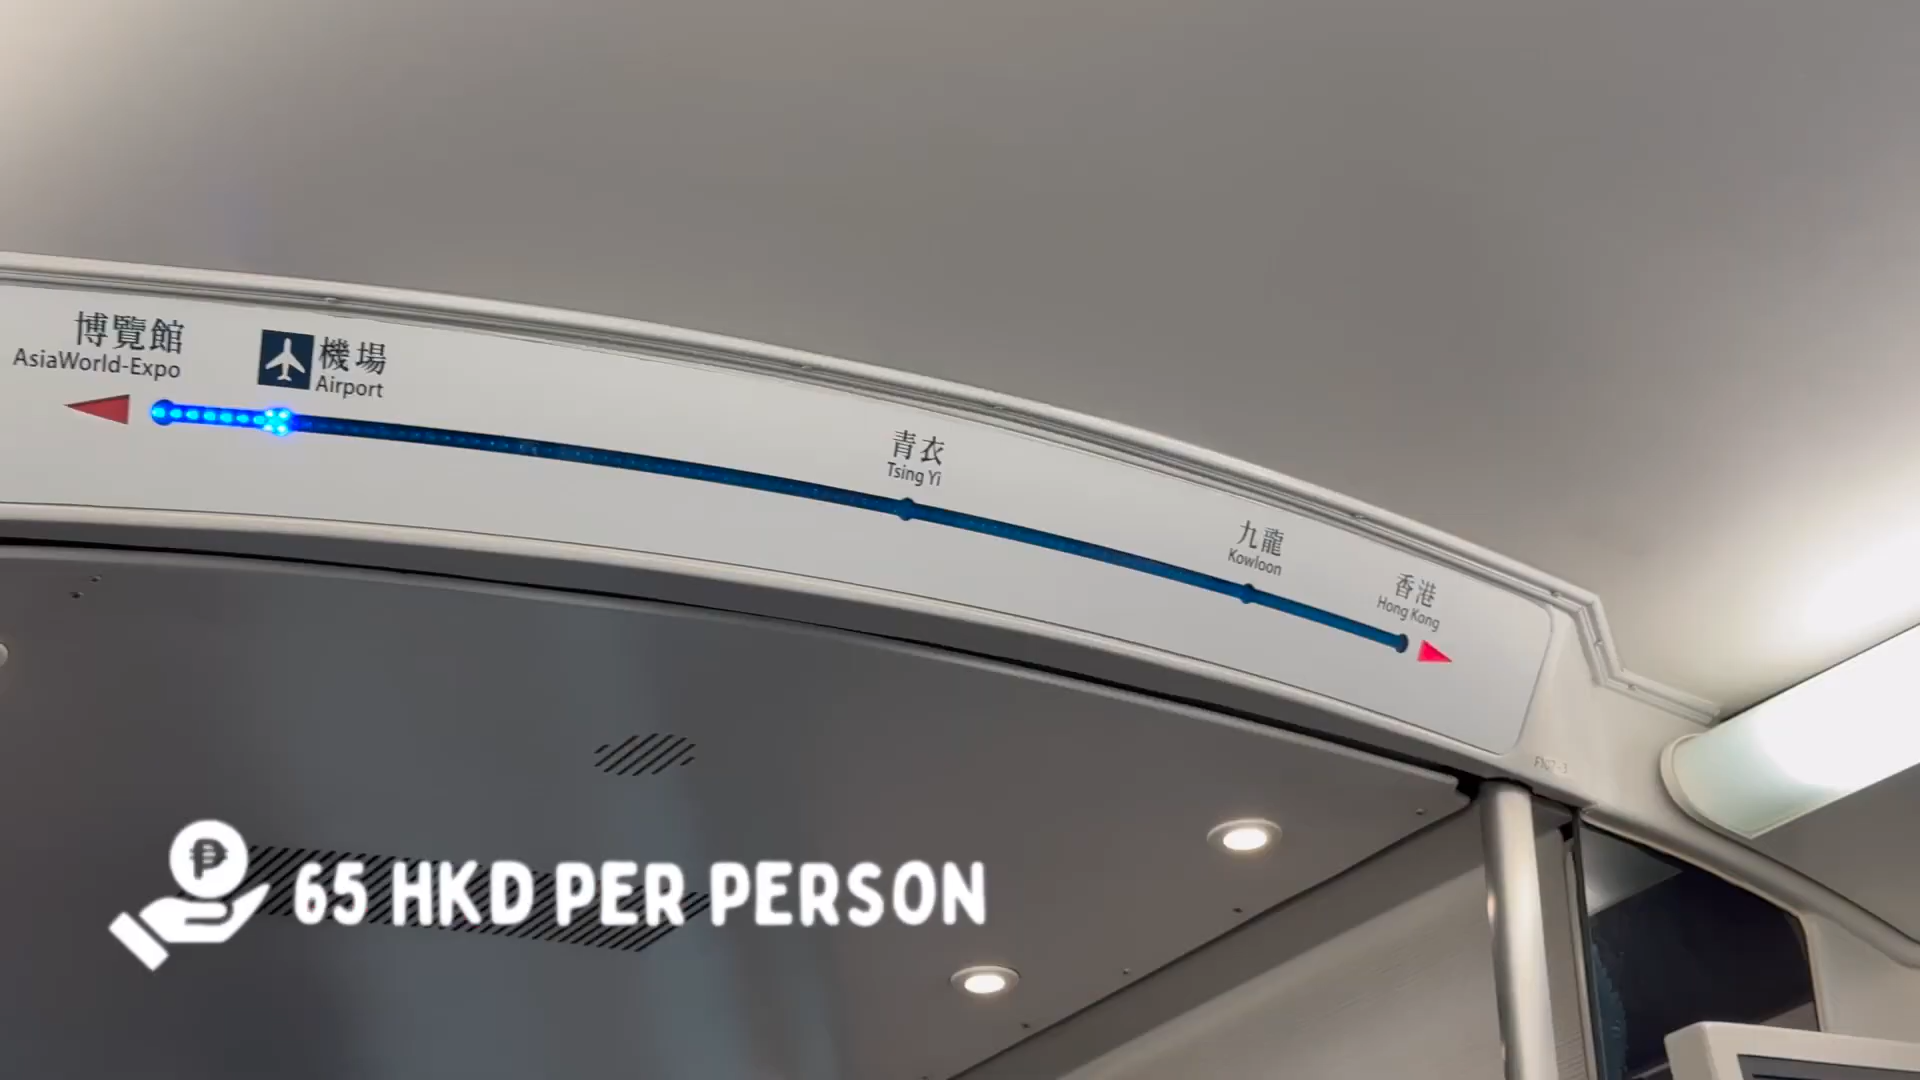 博覽館
AsiaWorld-Expo
機場
Airport
青衣
Tsing Yi
九龍
Kowloon
香港
Hong Kong
65 HKD PER PERSON